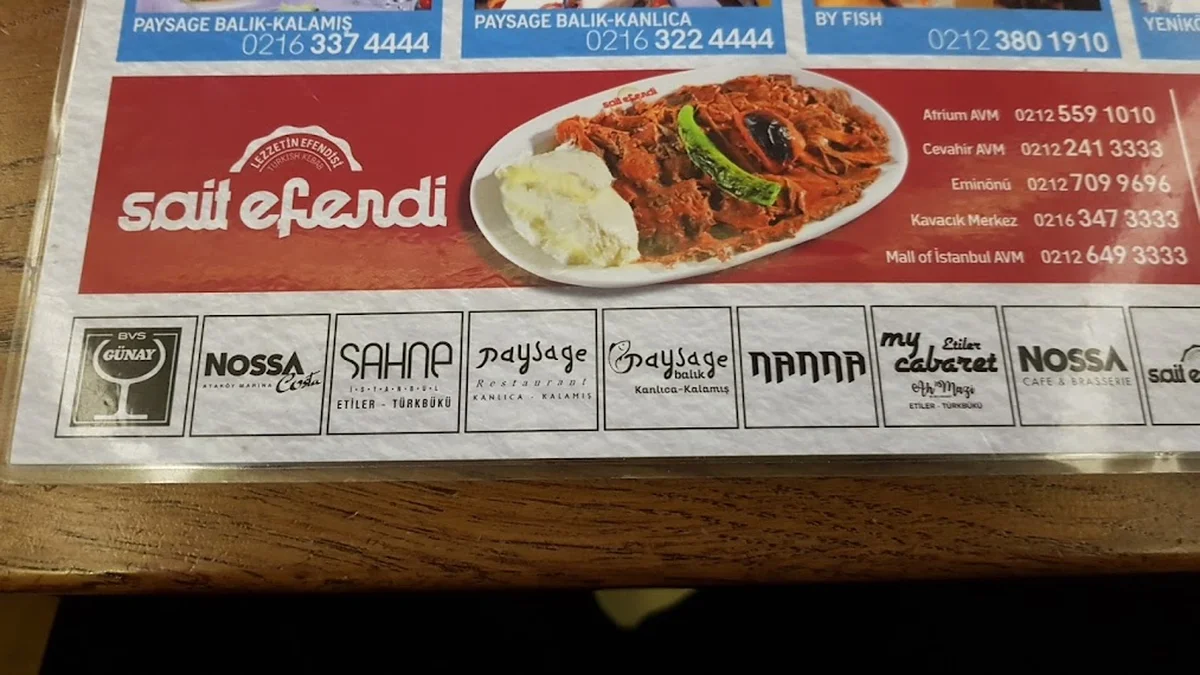 PAYSAGE BALIK-KALAMIŞ
0216 337 4444
PAYSAGE BALIK-KANLICA
0216 322 4444
BY FISH
0212 380 1910
LEZZETİN EFENDİSİ
TURKISH KEBAB
sait efendi
sait efendi
Atrium AVM 0212 559 1010
Cevahir AVM 0212 241 3333
Eminönü 0212 709 9696
Kavacık Merkez 0216 347 3333
Mall of İstanbul AVM 0212 649 3333
BVS
GÜNAY
NOSSA
ATAKÖY MARINA Costa
SAHNE
I·S·T·A·N·B·U·L
ETİLER - TÜRKBÜKÜ
Paysage
Restaurant
KANLICA - KALAMIŞ
Paysage
balık
Kanlıca-Kalamış
NANNA
my Etiler
cabaret
Ah Mazi
ETİLER - TÜRKBÜKÜ
NOSSA
CAFE & BRASSERIE
sait